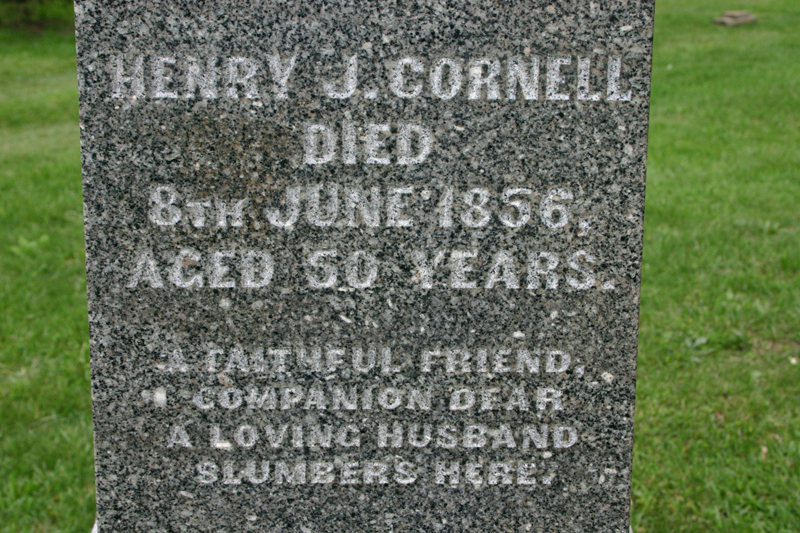 HENRY J. CORNELL
DIED
8TH JUNE 1856,
AGED 50 YEARS.
A FAITHFUL FRIEND,
COMPANION DEAR
A LOVING HUSBAND
SLUMBERS HERE.